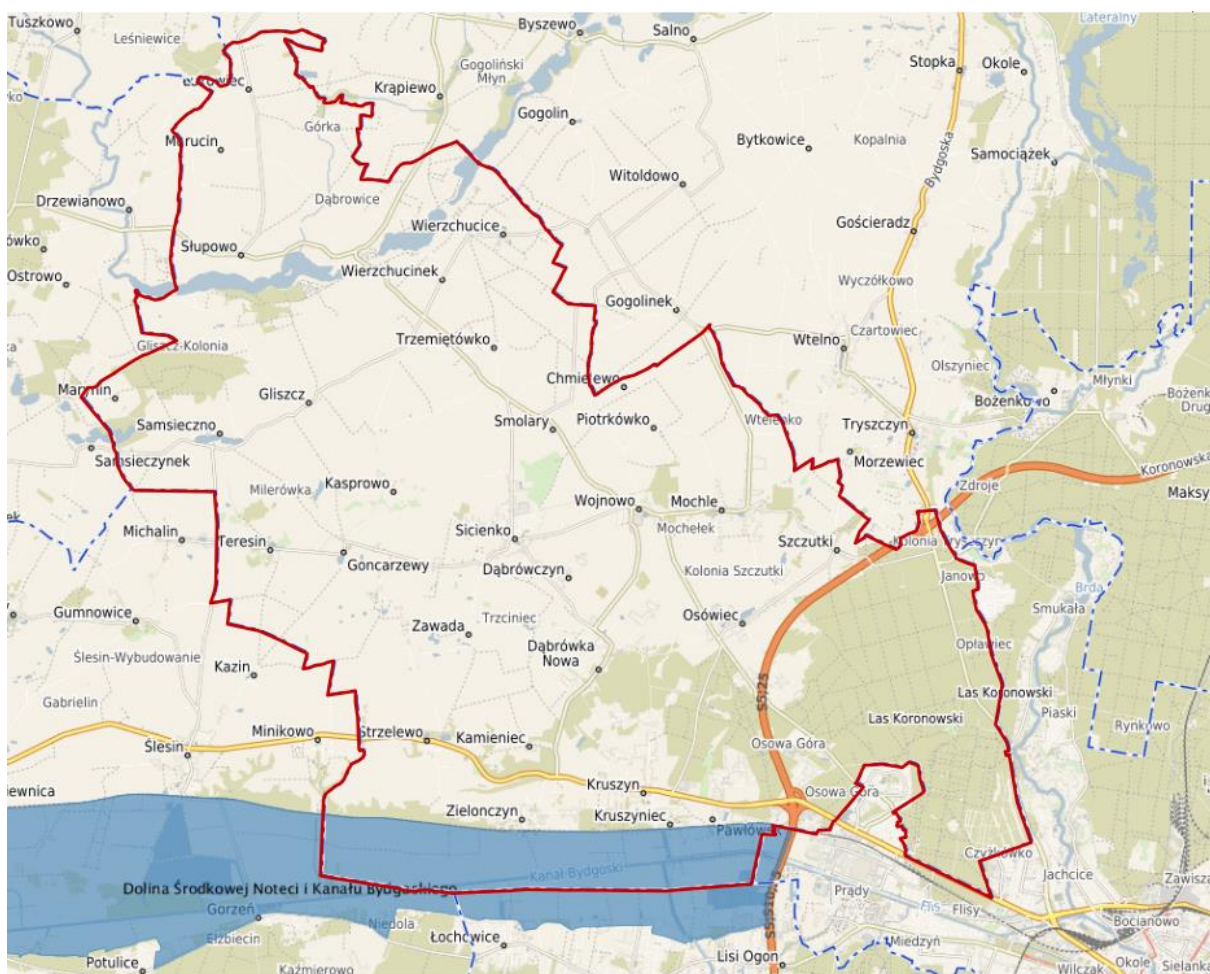 Tuszkowo
Leśniewice
Byszewo
Salno
Lateralny
Gogoliński
Młyn
Stopka
Okole
Krąpiewo
Górka
Gogolin
Bytkowice
Kopalnia
Bydgoska
Samociążek
Marucin
Witoldowo
Drzewianowo
Dąbrowice
Wierzchucice
Gościeradz
Słupowo
Ostrowo
Wierzchucinek
Wyczółkowo
Gogolinek
Czartowiec
Gliszcz-Kolonia
Trzemiętówko
Wtelno
Olszyniec
Młynki
Chmielewo
Gliszcz
Samsieczno
Smolary
Piotrkówko
Wtelenko
Tryszczyn
Samsieczynek
Morzewiec
Koronowska
Zdroje
Maksy
Milerówka
Kasprowo
Wojnowo
Mochle
Mochełek
Michalin
Teresin
Sicienko
Szczutki
Goncarzewy
Dąbrówczyn
Kolonia Szczutki
Janowo
Brda
Smukała
Gumnowice
Trzciniec
Osówiec
Zawada
Opławiec
Ślesin-Wybudowanie
Dąbrówka
Nowa
Kazin
Las Koronowski
Gabrielin
S5;25
Las Koronowski
Piaski
Rynkowo
Minikowo
Strzelewo
Kamieniec
Osowa Góra
Ślesin
Kruszyn
Osowa Góra
Zielonczyn
Kruszyniec
Czyżkówko
Kanał Bydgoski
Jachcice
Zawisza
Dolina Środkowej Noteci i Kanału Bydgoskiego
Prądy
Flis
Flisy
Gorzeń
Niedola
Bocianowo
Elżbiecin
Łochowice
Miedzyń
Lisi Ogon
Potulice
Kaźmierowo
Wilczak
Okole
Sielanka